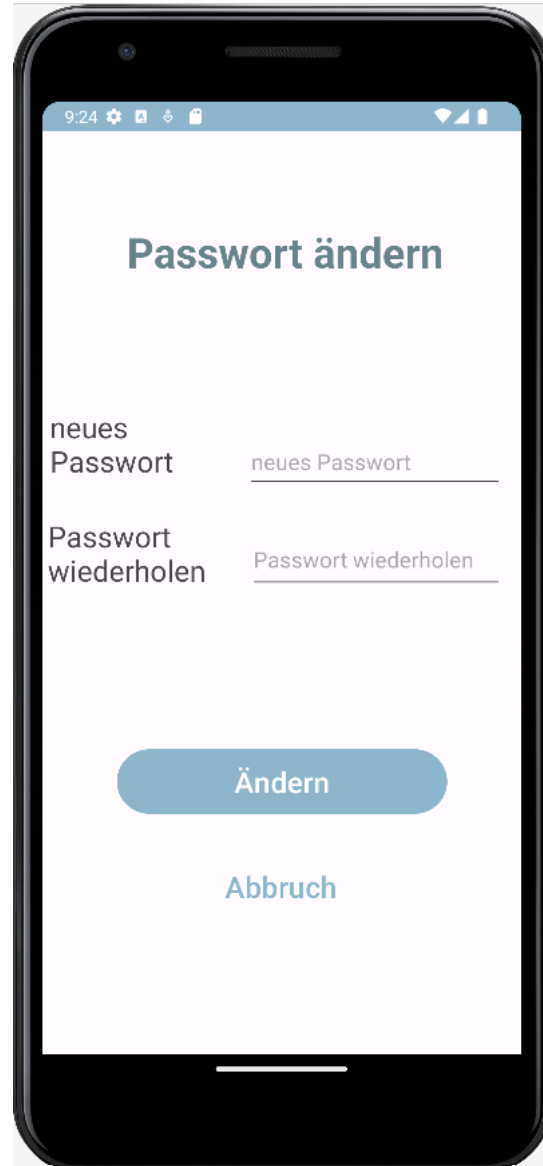 9:24
Passwort ändern
neues
Passwort
neues Passwort
Passwort
wiederholen
Passwort wiederholen
Ändern
Abbruch